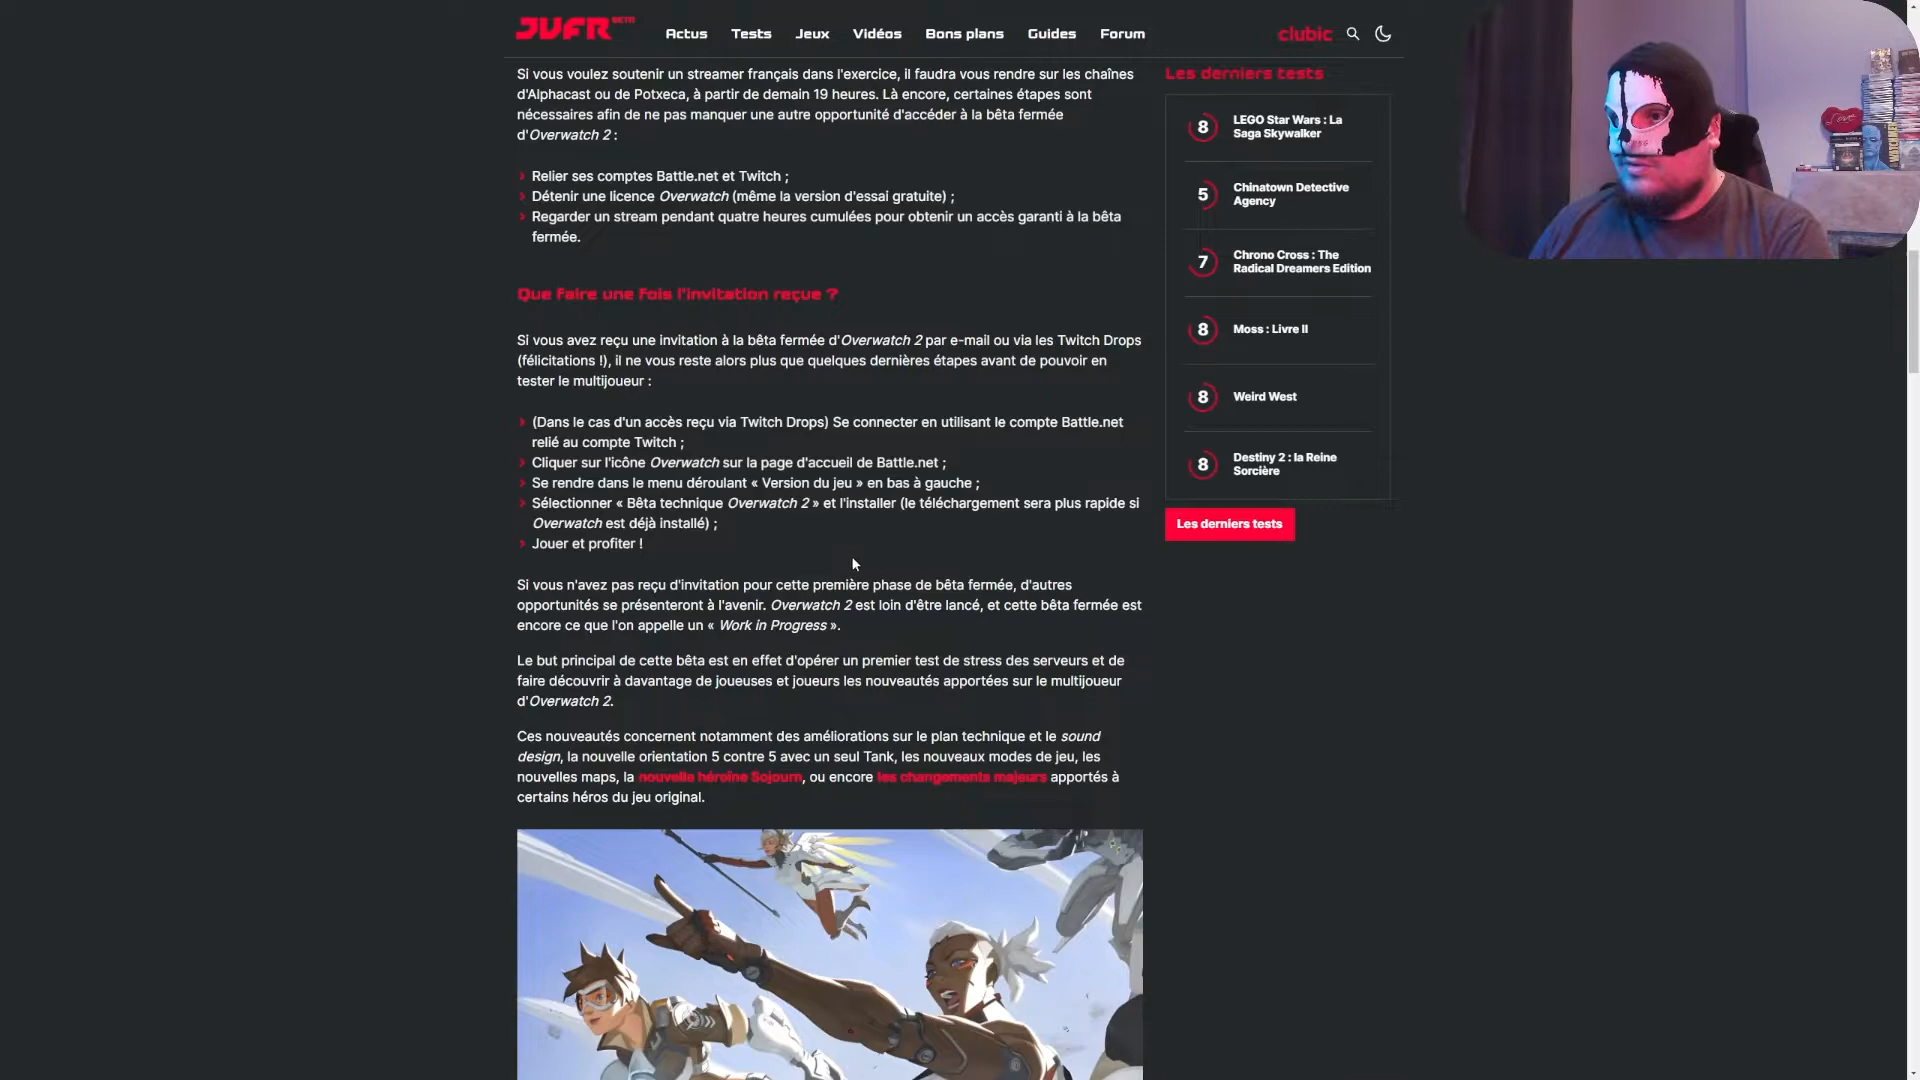 JVFR BETA
Actus Tests Jeux Vidéos Bons plans Guides Forum
clubic
Si vous voulez soutenir un streamer français dans l'exercice, il faudra vous rendre sur les chaînes
d'Alphacast ou de Potxeca, à partir de demain 19 heures. Là encore, certaines étapes sont
nécessaires afin de ne pas manquer une autre opportunité d'accéder à la bêta fermée
d'Overwatch 2 :
Relier ses comptes Battle.net et Twitch ;
Détenir une licence Overwatch (même la version d'essai gratuite) ;
Regarder un stream pendant quatre heures cumulées pour obtenir un accès garanti à la bêta
fermée.
Que faire une fois l'invitation reçue ?
Si vous avez reçu une invitation à la bêta fermée d'Overwatch 2 par e-mail ou via les Twitch Drops
(félicitations !), il ne vous reste alors plus que quelques dernières étapes avant de pouvoir en
tester le multijoueur :
(Dans le cas d'un accès reçu via Twitch Drops) Se connecter en utilisant le compte Battle.net
relié au compte Twitch ;
Cliquer sur l'icône Overwatch sur la page d'accueil de Battle.net ;
Se rendre dans le menu déroulant « Version du jeu » en bas à gauche ;
Sélectionner « Bêta technique Overwatch 2 » et l'installer (le téléchargement sera plus rapide si
Overwatch est déjà installé) ;
Jouer et profiter !
Si vous n'avez pas reçu d'invitation pour cette première phase de bêta fermée, d'autres
opportunités se présenteront à l'avenir. Overwatch 2 est loin d'être lancé, et cette bêta fermée est
encore ce que l'on appelle un « Work in Progress ».
Le but principal de cette bêta est en effet d'opérer un premier test de stress des serveurs et de
faire découvrir à davantage de joueuses et joueurs les nouveautés apportées sur le multijoueur
d'Overwatch 2.
Ces nouveautés concernent notamment des améliorations sur le plan technique et le sound
design, la nouvelle orientation 5 contre 5 avec un seul Tank, les nouveaux modes de jeu, les
nouvelles maps, la nouvelle héroïne Sojourn, ou encore les changements majeurs apportés à
certains héros du jeu original.
Les derniers tests
8 LEGO Star Wars : La
Saga Skywalker
5 Chinatown Detective
Agency
7 Chrono Cross : The
Radical Dreamers Edition
8 Moss : Livre II
8 Weird West
8 Destiny 2 : la Reine
Sorcière
Les derniers tests
Love
WATCHMEN